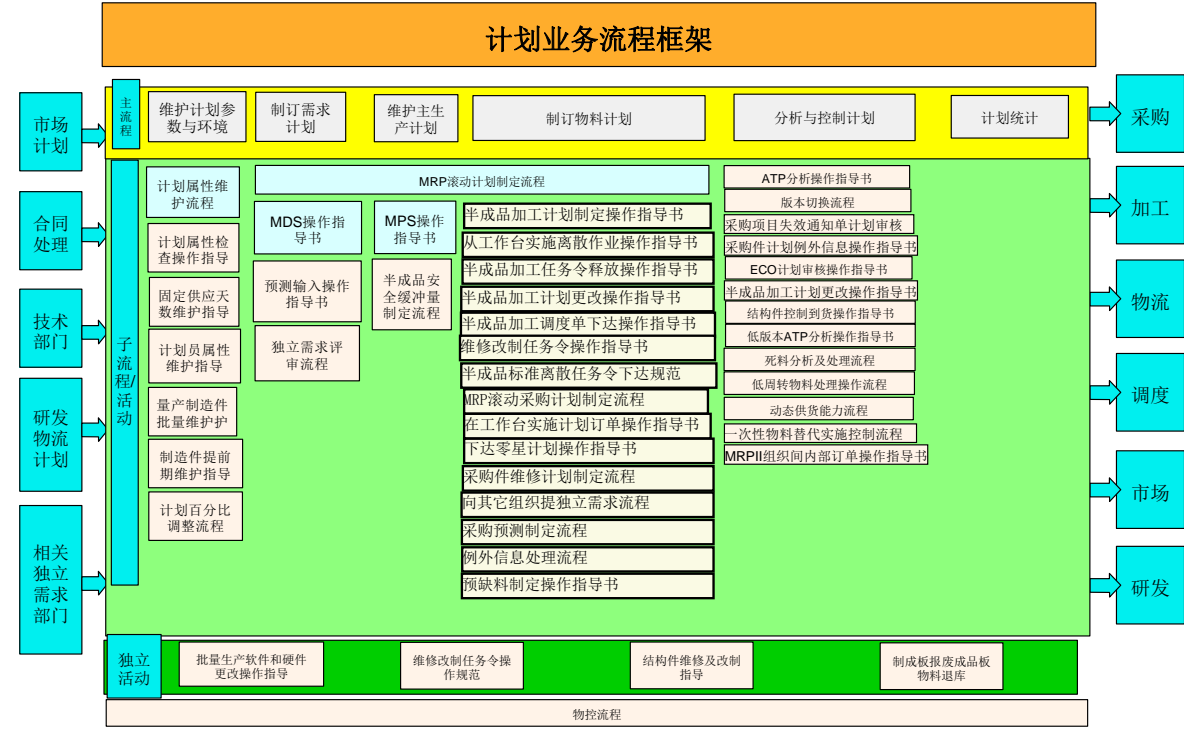 计划业务流程框架
市场
计划
合同
处理
技术
部门
研发
物流
计划
相关
独立
需求
部门
主
流
程
维护计划参
数与环境
制订需求
计划
维护主生
产计划
制订物料计划
分析与控制计划
计划统计
子
流
程/
活
动
计划属性维
护流程
计划属性检
查操作指导
固定供应天
数维护指导
计划员属性
维护指导
量产制造件
批量维护护
制造件提前
期维护指导
计划百分比
调整流程
MRP滚动计划制定流程
MDS操作指
导书
预测输入操作
指导书
独立需求评
审流程
MPS操作
指导书
半成品安
全缓冲量
制定流程
半成品加工计划制定操作指导书
从工作台实施离散作业操作指导书
半成品加工任务令释放操作指导书
半成品加工计划更改操作指导书
半成品加工调度单下达操作指导书
维修改制任务令操作指导书
半成品标准离散任务令下达规范
MRP滚动采购计划制定流程
在工作台实施计划订单操作指导书
下达零星计划操作指导书
采购件维修计划制定流程
向其它组织提独立需求流程
采购预测制定流程
例外信息处理流程
预缺料制定操作指导书
ATP分析操作指导书
版本切换流程
采购项目失效通知单计划审核
采购件计划例外信息操作指导书
ECO计划审核操作指导书
半成品加工计划更改操作指导书
结构件控制到货操作指导书
低版本ATP分析操作指导书
死料分析及处理流程
低周转物料处理操作流程
动态供货能力流程
一次性物料替代实施控制流程
MRPII组织间内部订单操作指导书
采购
加工
物流
调度
市场
研发
独立
活动
批量生产软件和硬件
更改操作指导
维修改制任务令操
作规范
结构件维修及改制
指导
制成板报废成品板
物料退库
物控流程